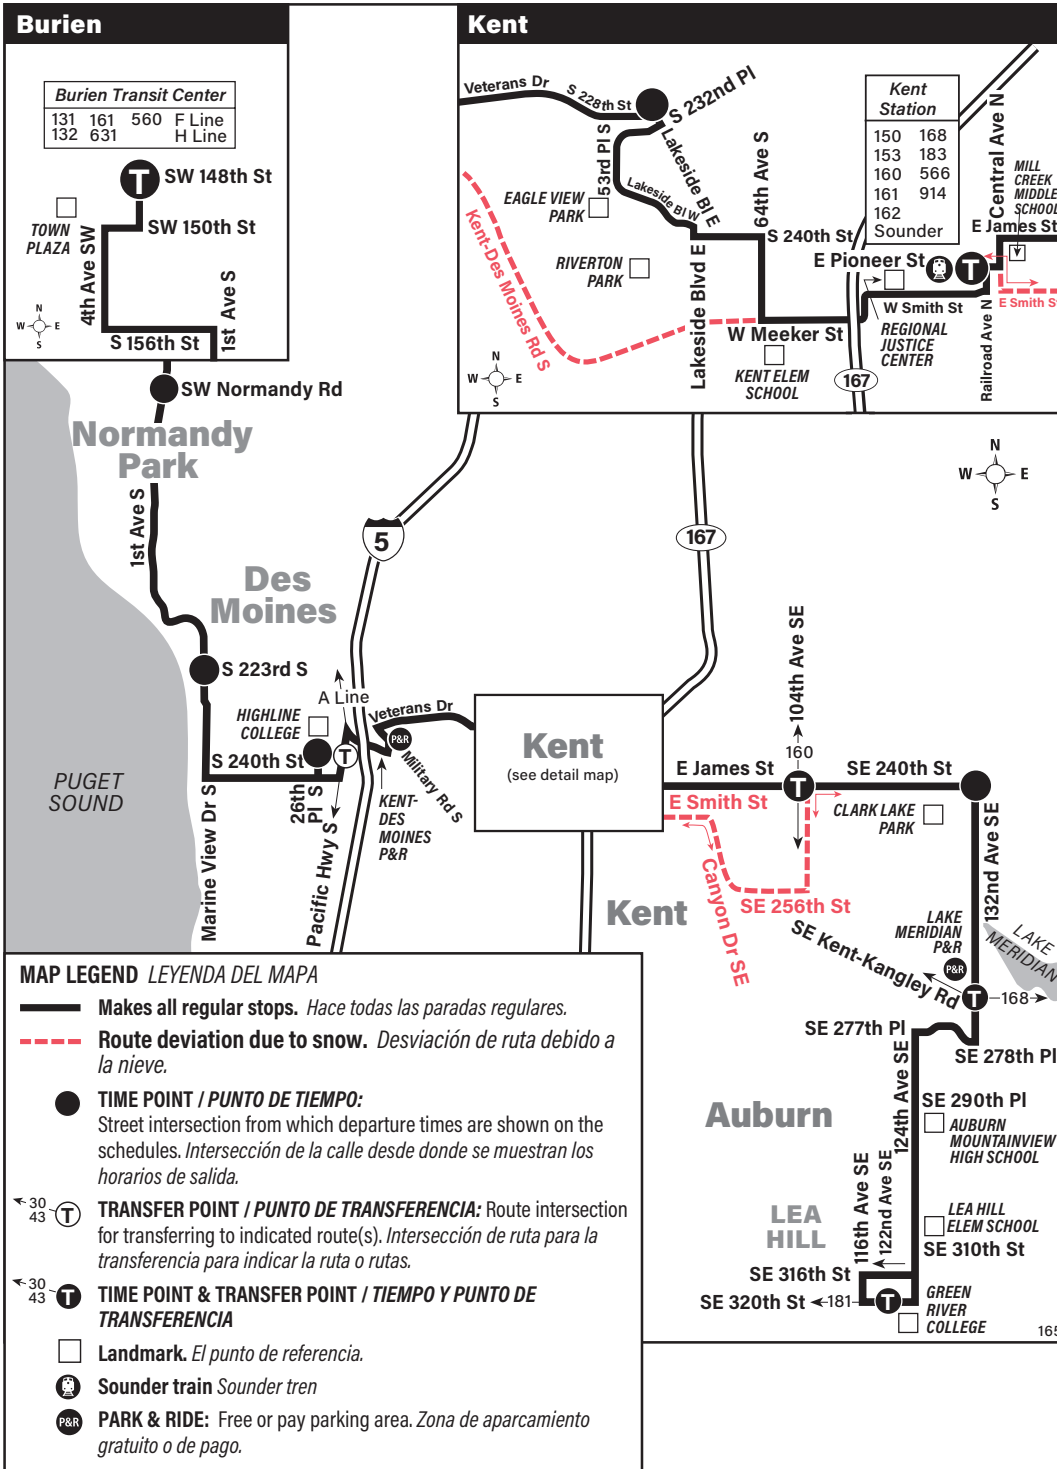 Burien
Burien Transit Center
131 161 560 F Line
132 631 H Line
T
SW 148th St
TOWN
PLAZA
SW 150th St
4th Ave SW
1st Ave S
S 156th St
N
W E
S
Kent
Veterans Dr
S 228th St
S 232nd Pl
53rd Pl S
Lakeside Bl E
Lakeside Bl W
EAGLE VIEW
PARK
RIVERTON
PARK
Kent-Des Moines Rd S
64th Ave S
S 240th St
Lakeside Blvd E
W Meeker St
KENT ELEM
SCHOOL
N
W E
S
Kent
Station
150 168
153 183
160 566
161 914
162
Sounder
Central Ave N
MILL
CREEK
MIDDLE
SCHOOL
E James St
E Pioneer St
T
E Smith St
W Smith St
REGIONAL
JUSTICE
CENTER
Railroad Ave N
167
SW Normandy Rd
Normandy
Park
1st Ave S
Des
Moines
5
167
N
W E
S
S 223rd S
A Line
Veterans Dr
HIGHLINE
COLLEGE
P&R
T
S 240th St
Military Rd S
26th
Pl S
KENT-
DES
MOINES
P&R
Marine View Dr S
Pacific Hwy S
PUGET
SOUND
Kent
(see detail map)
104th Ave SE
160
E James St
T
SE 240th St
E Smith St
CLARK LAKE
PARK
Canyon Dr SE
SE 256th St
132nd Ave SE
Kent
SE Kent-Kangley Rd
LAKE
MERIDIAN
P&R
P&R
LAKE
MERIDIAN
T
168
SE 277th Pl
SE 278th Pl
124th Ave SE
Auburn
SE 290th Pl
AUBURN
MOUNTAINVIEW
HIGH SCHOOL
116th Ave SE
122nd Ave SE
LEA
HILL
LEA HILL
ELEM SCHOOL
SE 310th St
SE 316th St
SE 320th St
181
T
GREEN
RIVER
COLLEGE
165
MAP LEGEND LEYENDA DEL MAPA
Makes all regular stops. Hace todas las paradas regulares.
Route deviation due to snow. Desviación de ruta debido a
la nieve.
TIME POINT / PUNTO DE TIEMPO:
Street intersection from which departure times are shown on the
schedules. Intersección de la calle desde donde se muestran los
horarios de salida.
30
43
T
TRANSFER POINT / PUNTO DE TRANSFERENCIA: Route intersection
for transferring to indicated route(s). Intersección de ruta para la
transferencia para indicar la ruta o rutas.
30
43
T
TIME POINT & TRANSFER POINT / TIEMPO Y PUNTO DE
TRANSFERENCIA
Landmark. El punto de referencia.
Sounder train Sounder tren
P&R
PARK & RIDE: Free or pay parking area. Zona de aparcamiento
gratuito o de pago.